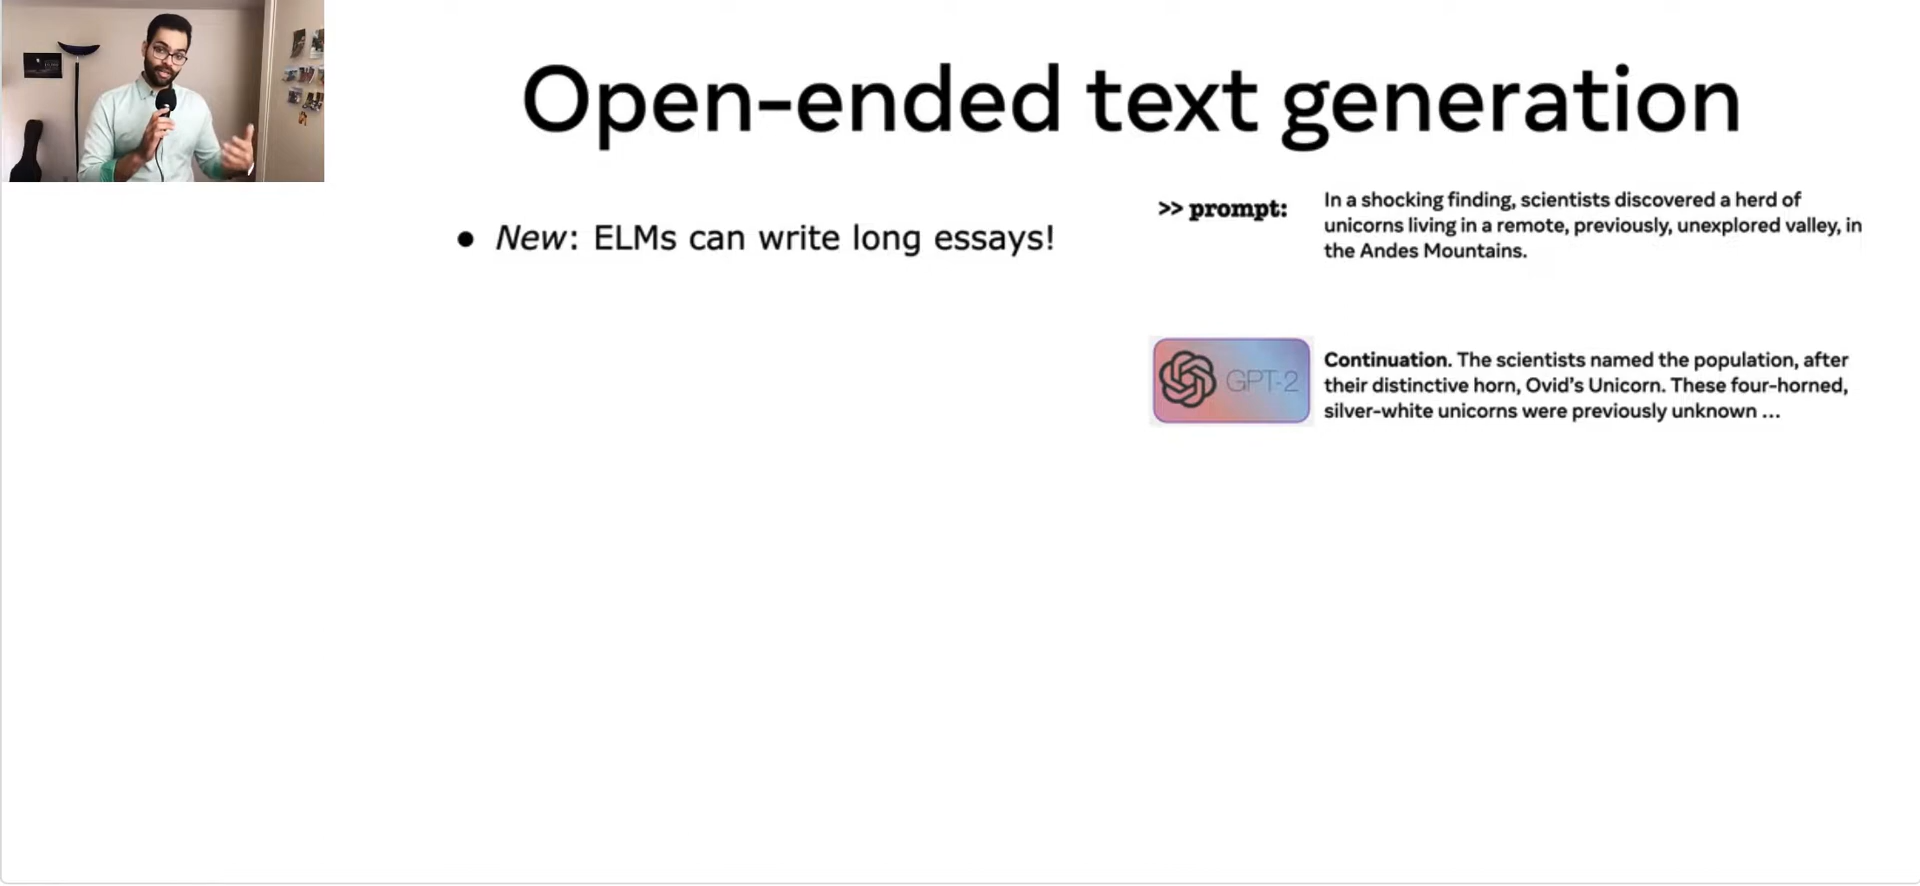 Open-ended text generation
● New: ELMs can write long essays!
>> prompt:
In a shocking finding, scientists discovered a herd of
unicorns living in a remote, previously, unexplored valley, in
the Andes Mountains.
GPT-2
Continuation. The scientists named the population, after
their distinctive horn, Ovid's Unicorn. These four-horned,
silver-white unicorns were previously unknown ...